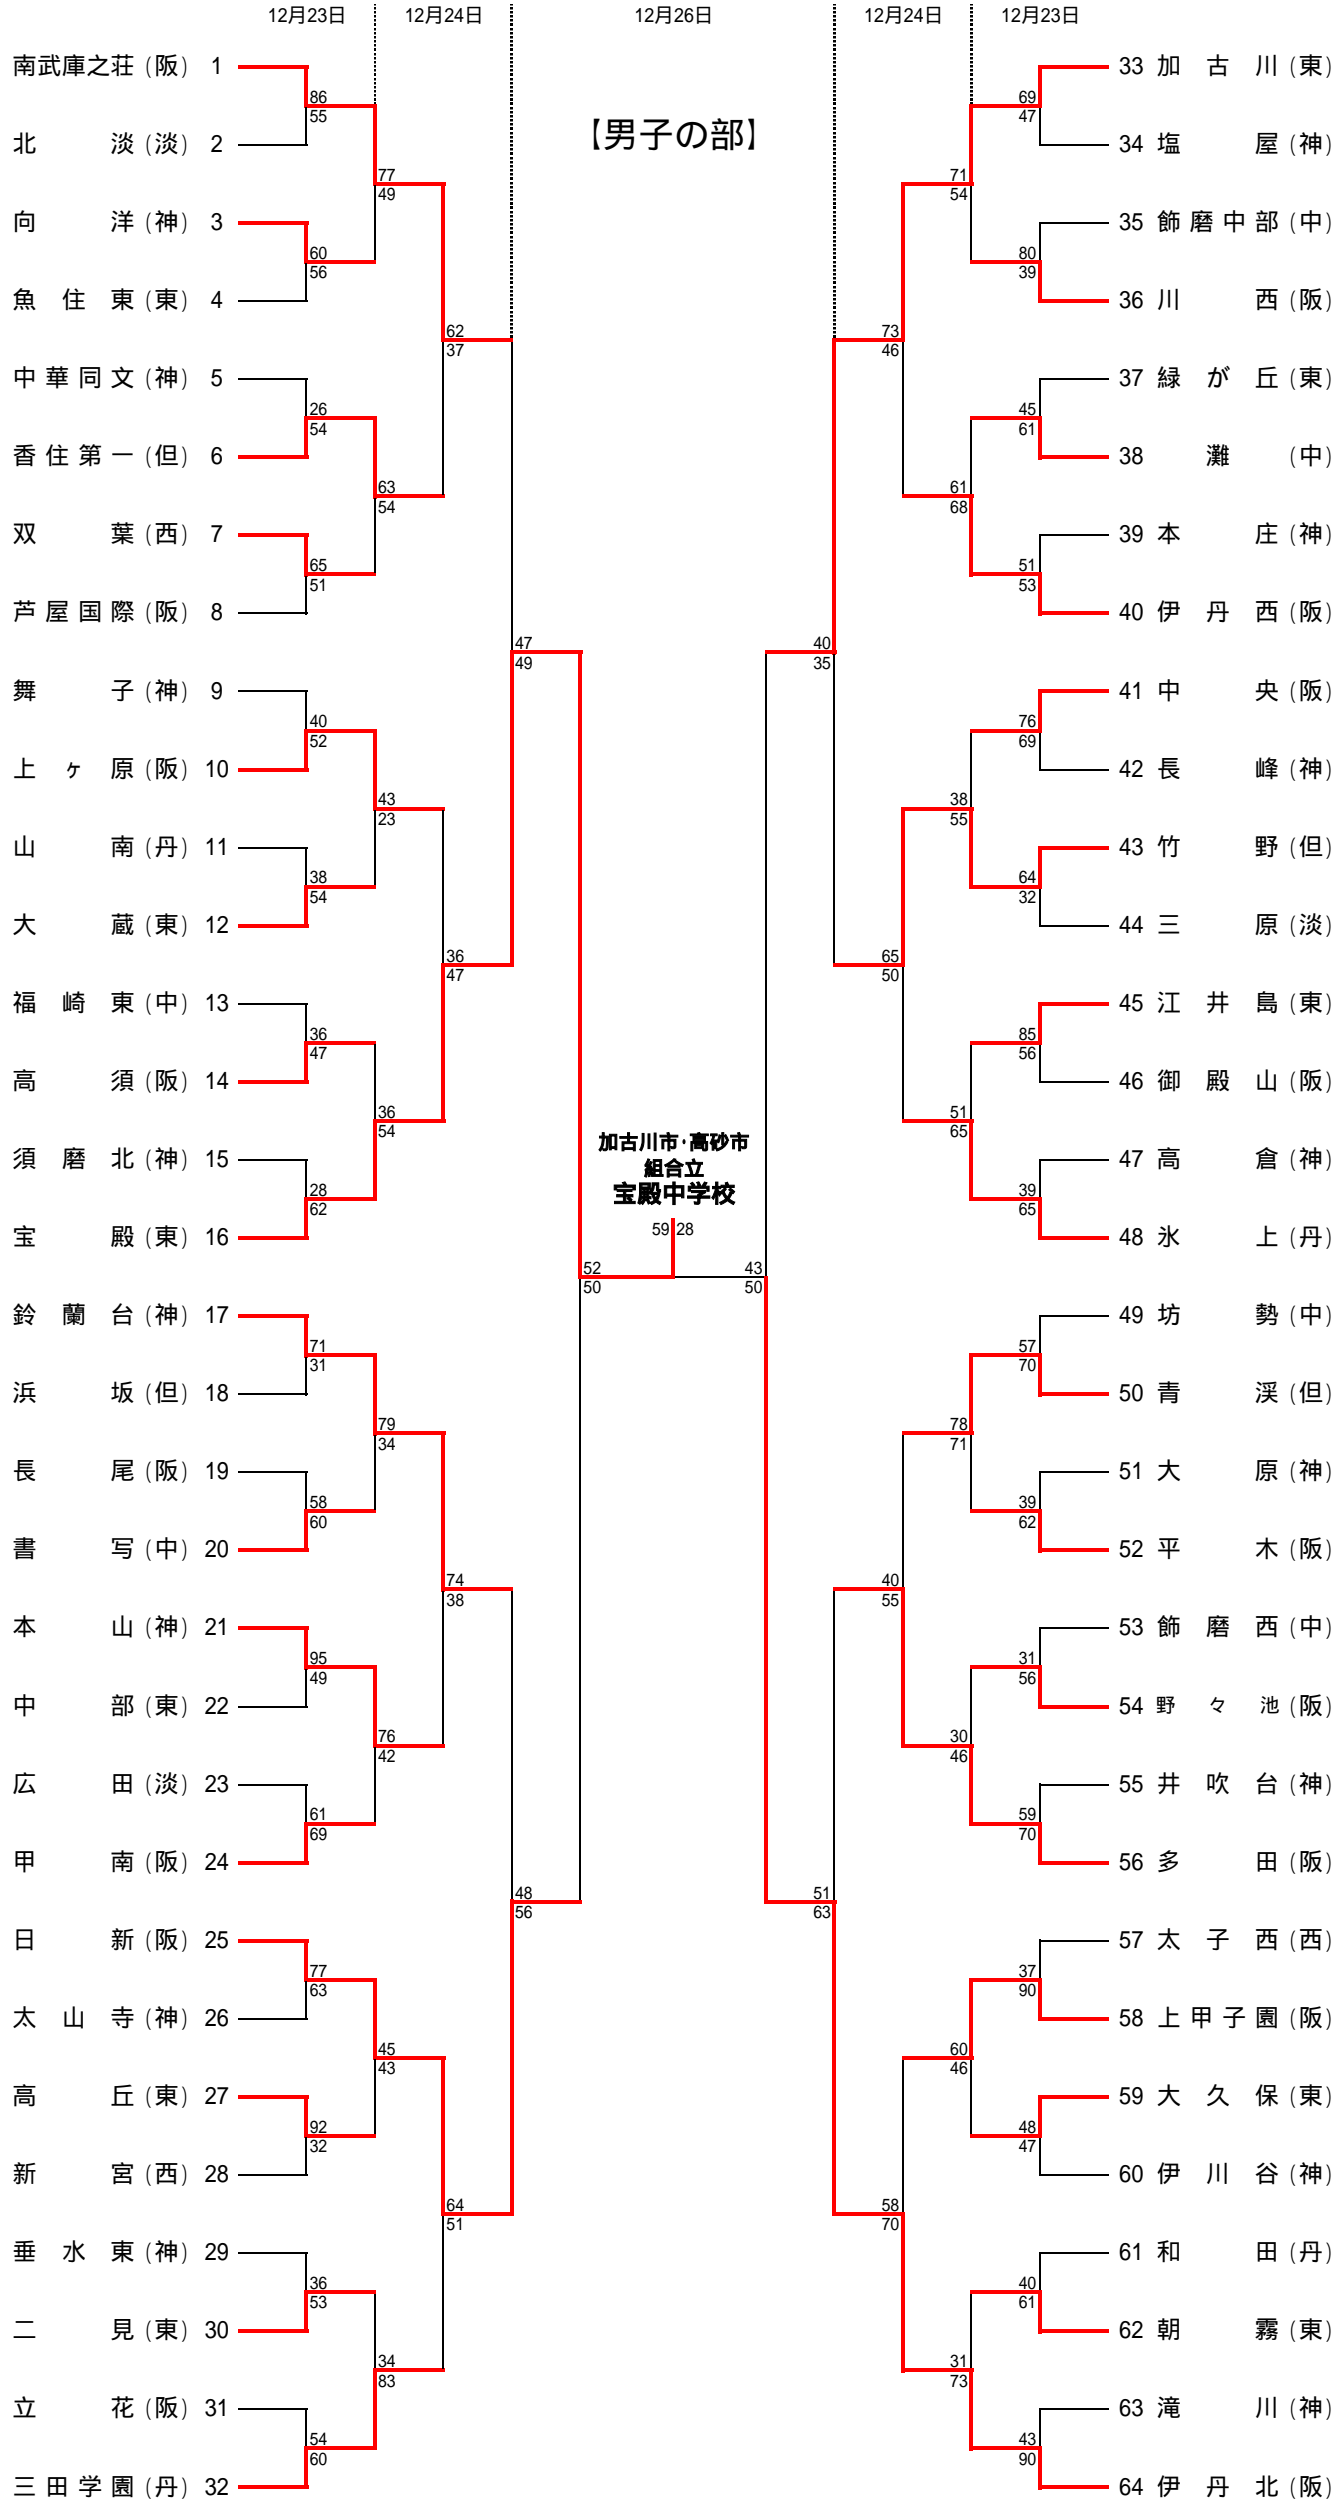 12月23日 12月24日 12月26日 12月24日 12月23日
【男子の部】
南武庫之荘(阪) 1
86
55
北 淡(淡) 2
77
49
向 洋(神) 3
60
56
魚住東(東) 4
62
37
中華同文(神) 5
26
54
香住第一(但) 6
63
54
双 葉(西) 7
65
51
芦屋国際(阪) 8
47
49
舞 子(神) 9
40
52
上ヶ原(阪) 10
43
23
山 南(丹) 11
38
54
大 蔵(東) 12
36
47
福崎東(中) 13
36
47
高 須(阪) 14
36
54
須磨北(神) 15
28
62
宝 殿(東) 16
52
50
鈴蘭台(神) 17
71
31
浜 坂(但) 18
79
34
長 尾(阪) 19
58
60
書 写(中) 20
74
38
本 山(神) 21
95
49
中 部(東) 22
76
42
広 田(淡) 23
61
69
甲 南(阪) 24
48
56
日 新(阪) 25
77
63
太山寺(神) 26
45
43
高 丘(東) 27
92
32
新 宮(西) 28
64
51
垂水東(神) 29
36
53
二 見(東) 30
34
83
立 花(阪) 31
54
60
三田学園(丹) 32
加古川市・高砂市
組合立
宝殿中学校
59 28
33 加古川(東)
69
47
34 塩 屋(神)
71
54
35 飾磨中部(中)
80
39
36 川 西(阪)
73
46
37 緑が丘(東)
45
61
38 灘 (中)
61
68
39 本 庄(神)
51
53
40 伊丹西(阪)
40
35
41 中 央(阪)
76
69
42 長 峰(神)
38
55
43 竹 野(但)
64
32
44 三 原(淡)
65
50
45 江井島(東)
85
56
46 御殿山(阪)
51
65
47 高 倉(神)
39
65
48 氷 上(丹)
43
50
49 坊 勢(中)
57
70
50 青 渓(但)
78
71
51 大 原(神)
39
62
52 平 木(阪)
40
55
53 飾磨西(中)
31
56
54 野々池(阪)
30
46
55 井吹台(神)
59
70
56 多 田(阪)
51
63
57 太子西(西)
37
90
58 上甲子園(阪)
60
46
59 大久保(東)
48
47
60 伊川谷(神)
58
70
61 和 田(丹)
40
61
62 朝 霧(東)
31
73
63 滝 川(神)
43
90
64 伊丹北(阪)